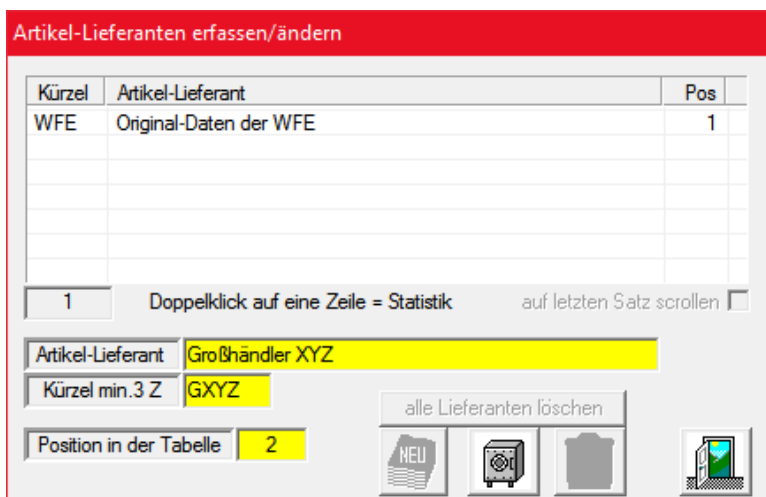 Artikel-Lieferanten erfassen/ändern
Kürzel Artikel-Lieferant Pos
WFE Original-Daten der WFE 1
1 Doppelklick auf eine Zeile = Statistik auf letzten Satz scrollen
Artikel-Lieferant Großhändler XYZ
Kürzel min.3 Z GXYZ
alle Lieferanten löschen
Position in der Tabelle 2
NEU